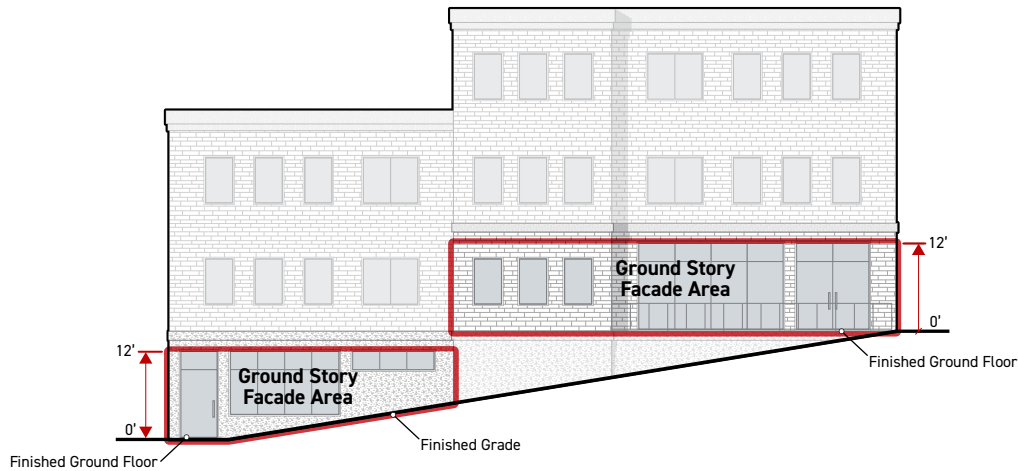 12'
Ground Story
Facade Area
0'
Finished Ground Floor
12'
Ground Story
Facade Area
0'
Finished Grade
Finished Ground Floor